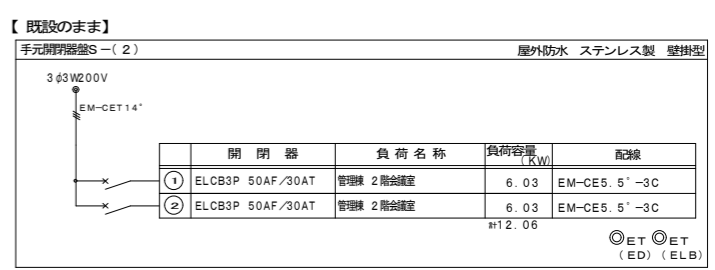 【 既設のまま】
手元開閉器盤S－(２) 屋外防水 ステンレス製 壁掛型
3φ3W200V
EM－CET14°
開 閉 器 負 荷 名 称 負荷容量(KW) 配線
① ELCB3P 50AF/30AT 管理棟 ２階会議室 6.03 EM－CE5.5°－3C
② ELCB3P 50AF/30AT 管理棟 ２階会議室 6.03 EM－CE5.5°－3C
計12.06
◎ET ◎ET
(ED) (ELB)